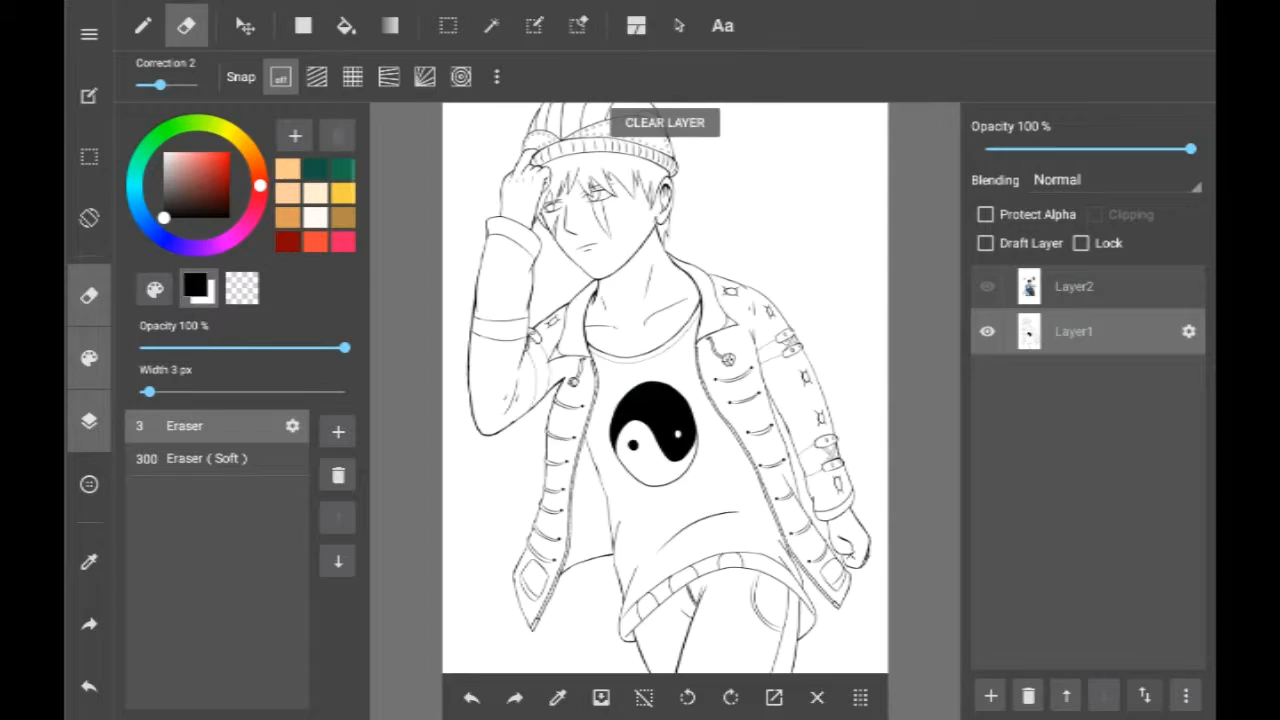 Aa
Correction 2
Snap
off
CLEAR LAYER
Opacity 100 %
Blending Normal
Protect Alpha Clipping
Draft Layer Lock
Layer2
Layer1
Opacity 100 %
Width 3 px
3 Eraser
300 Eraser ( Soft )